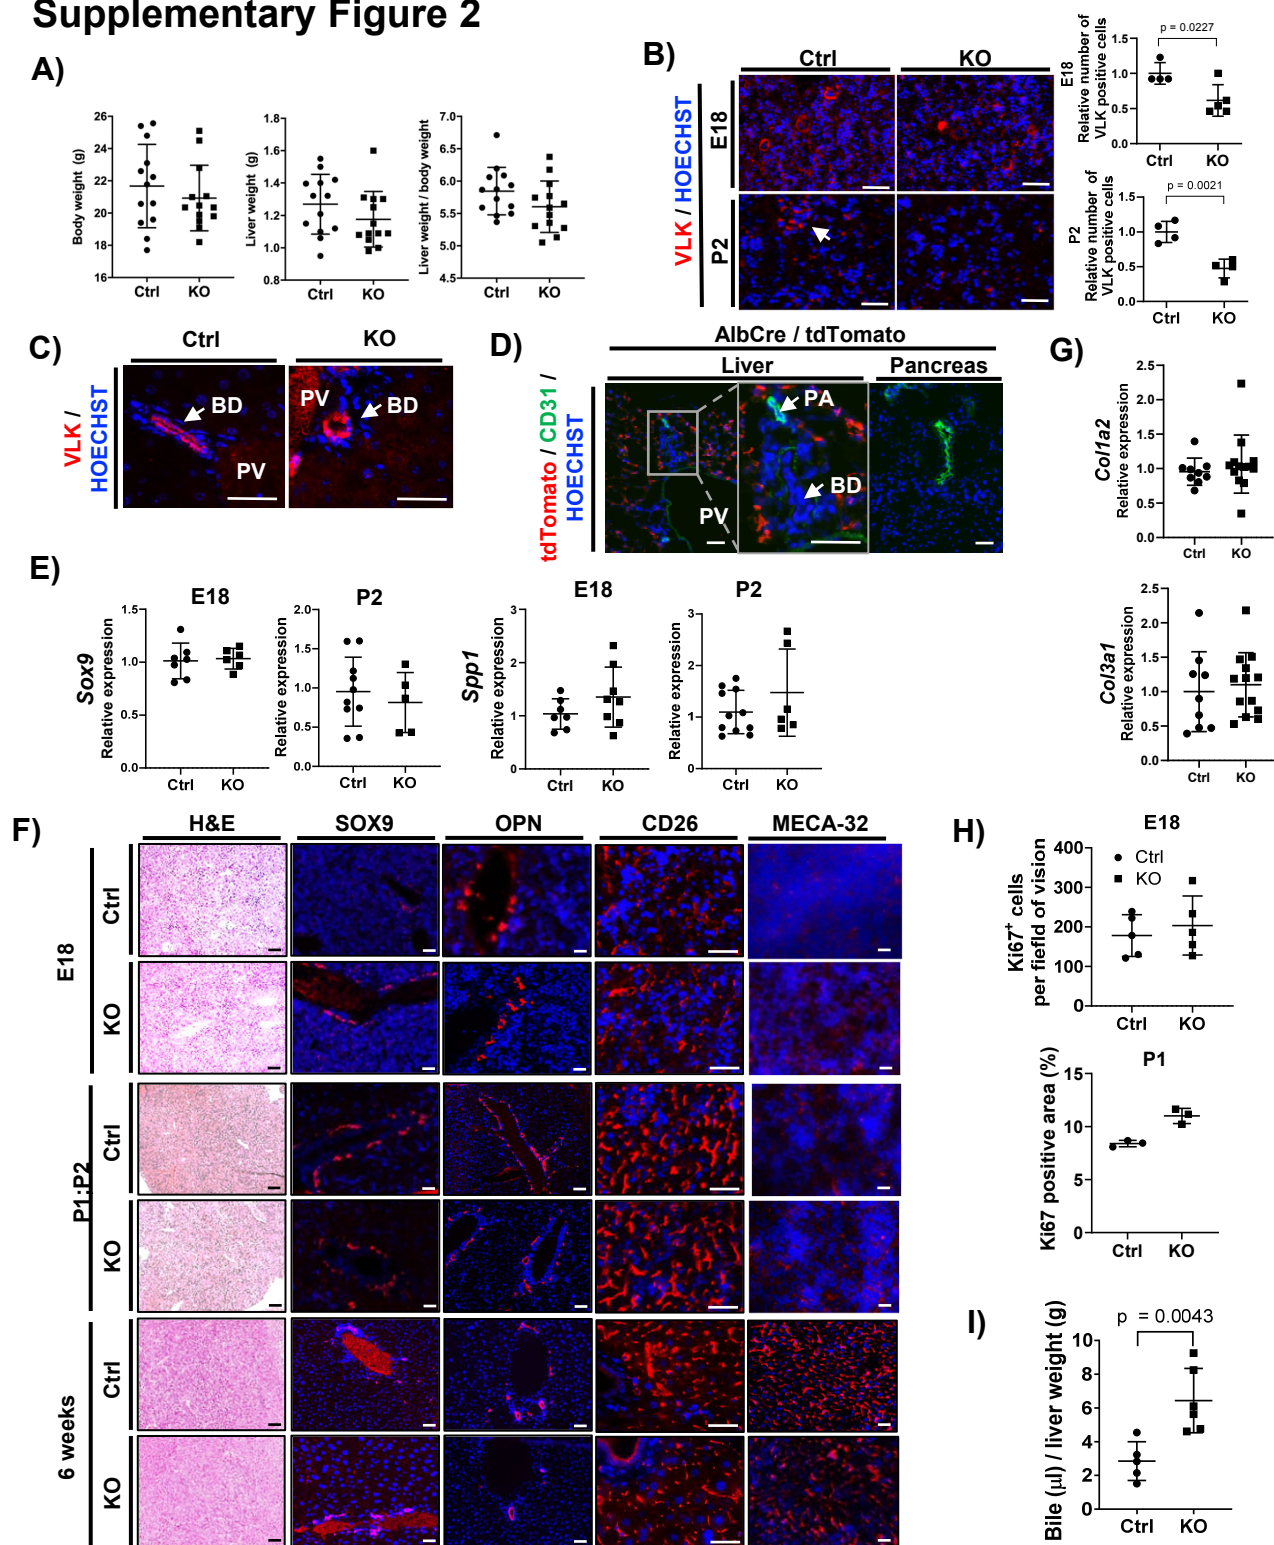 Supplementary Figure 2
A)
Body weight (g)
26
24
22
20
18
16
Ctrl
KO
Liver weight (g)
1.8
1.6
1.4
1.2
1.0
0.8
Ctrl
KO
Liver weight / body weight
7.0
6.5
6.0
5.5
5.0
4.5
Ctrl
KO
B)
Ctrl
KO
VLK / HOECHST
E18
P2
E18
Relative number of
VLK positive cells
p = 0.0227
1.5
1.0
0.5
0.0
Ctrl
KO
P2
Relative number of
VLK positive cells
p = 0.0021
1.5
1.0
0.5
0.0
Ctrl
KO
C)
Ctrl
KO
VLK /
HOECHST
BD
PV
PV
BD
D)
AlbCre / tdTomato
Liver
Pancreas
tdTomato / CD31 /
HOECHST
PV
PA
BD
G)
Col1a2
Relative expression
2.5
2.0
1.5
1.0
0.5
0.0
Ctrl
KO
Col3a1
Relative expression
2.5
2.0
1.5
1.0
0.5
0.0
Ctrl
KO
E)
Sox9
Relative expression
E18
1.5
1.0
0.5
0.0
Ctrl
KO
Relative expression
P2
2.0
1.5
1.0
0.5
0.0
Ctrl
KO
Spp1
Relative expression
E18
3
2
1
0
Ctrl
KO
Relative expression
P2
3
2
1
0
Ctrl
KO
F)
H&E
SOX9
OPN
CD26
MECA-32
E18
Ctrl
KO
P1:P2
Ctrl
KO
6 weeks
Ctrl
KO
H)
E18
Ki67+ cells
per fiefld of vision
400
300
200
100
0
Ctrl
KO
Ctrl
KO
P1
Ki67 positive area (%)
15
10
5
0
Ctrl
KO
I)
p = 0.0043
Bile (µl) / liver weight (g)
10
8
6
4
2
0
Ctrl
KO